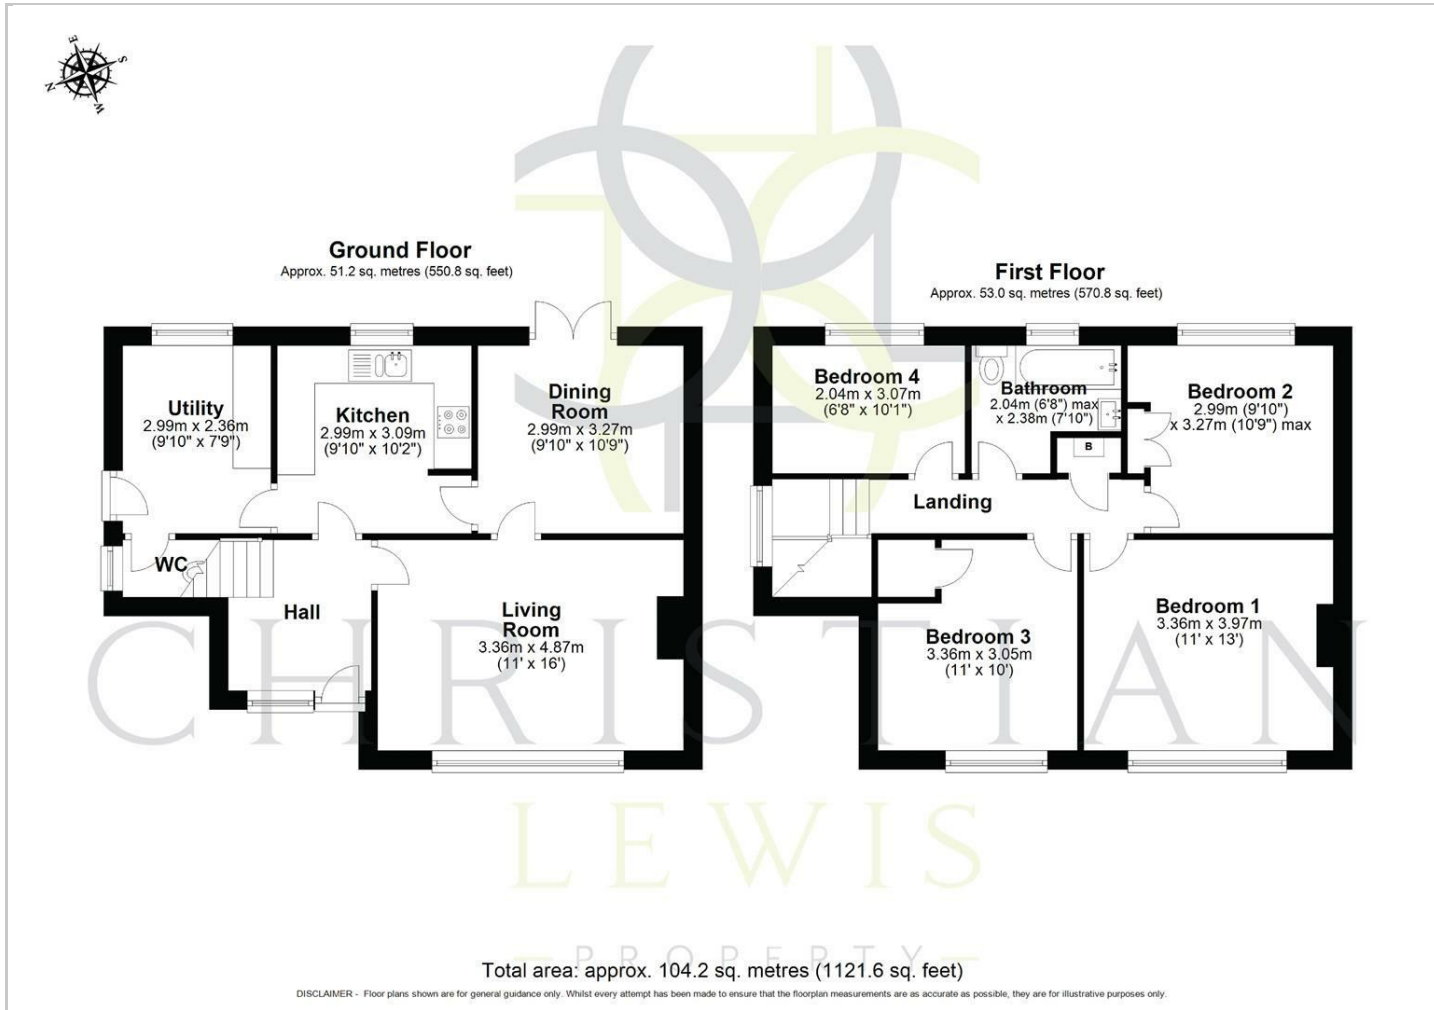 E
S
N
W
Ground Floor
Approx. 51.2 sq. metres (550.8 sq. feet)
Utility
2.99m x 2.36m
(9'10" x 7'9")
Kitchen
2.99m x 3.09m
(9'10" x 10'2")
Dining
Room
2.99m x 3.27m
(9'10" x 10'9")
WC
Hall
Living
Room
3.36m x 4.87m
(11' x 16')
First Floor
Approx. 53.0 sq. metres (570.8 sq. feet)
Bedroom 4
2.04m x 3.07m
(6'8" x 10'1")
Bathroom
2.04m (6'8") max
x 2.38m (7'10")
Bedroom 2
2.99m (9'10")
x 3.27m (10'9") max
B
Landing
Bedroom 3
3.36m x 3.05m
(11' x 10')
Bedroom 1
3.36m x 3.97m
(11' x 13')
CHRISTIAN
LEWIS
PROPERTY
Total area: approx. 104.2 sq. metres (1121.6 sq. feet)
DISCLAIMER - Floor plans shown are for general guidance only. Whilst every attempt has been made to ensure that the floorplan measurements are as accurate as possible, they are for illustrative purposes only.